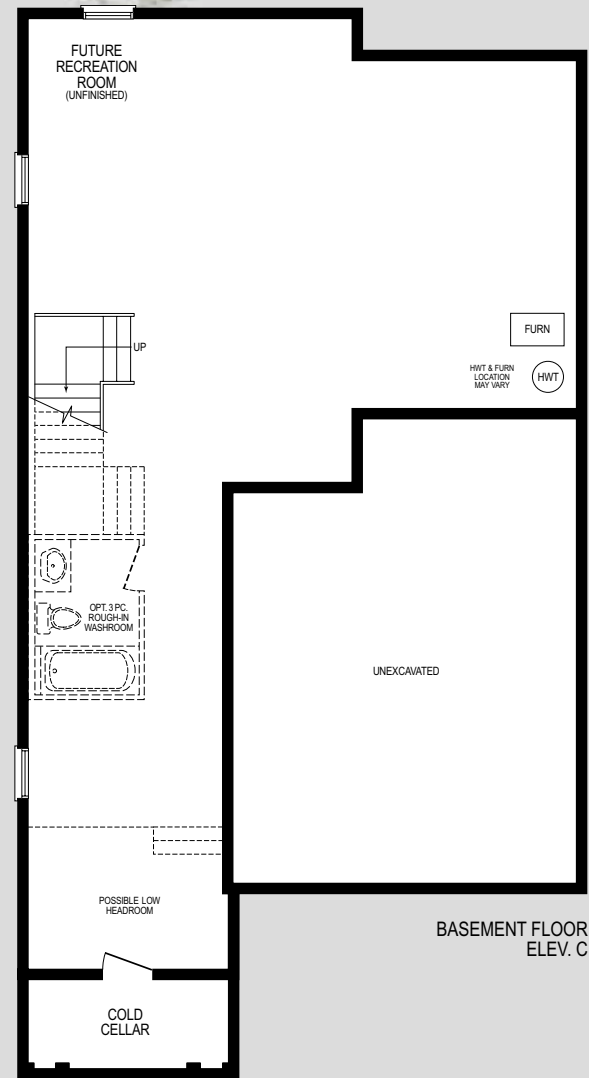 FUTURE
RECREATION
ROOM
(UNFINISHED)
UP
FURN
HWT & FURN
LOCATION
MAY VARY
HWT
OPT. 3 PC.
ROUGH-IN
WASHROOM
UNEXCAVATED
POSSIBLE LOW
HEADROOM
BASEMENT FLOOR
ELEV. C
COLD
CELLAR